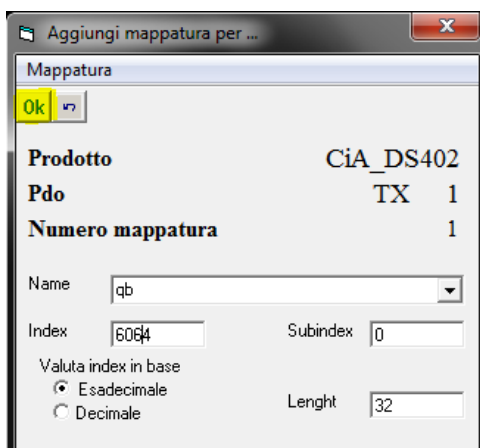 Aggiungi mappatura per ...
Mappatura
Ok
Prodotto CiA_DS402
Pdo TX 1
Numero mappatura 1
Name qb
Index 6064 Subindex 0
Valuta index in base
Esadecimale
Decimale
Lenght 32